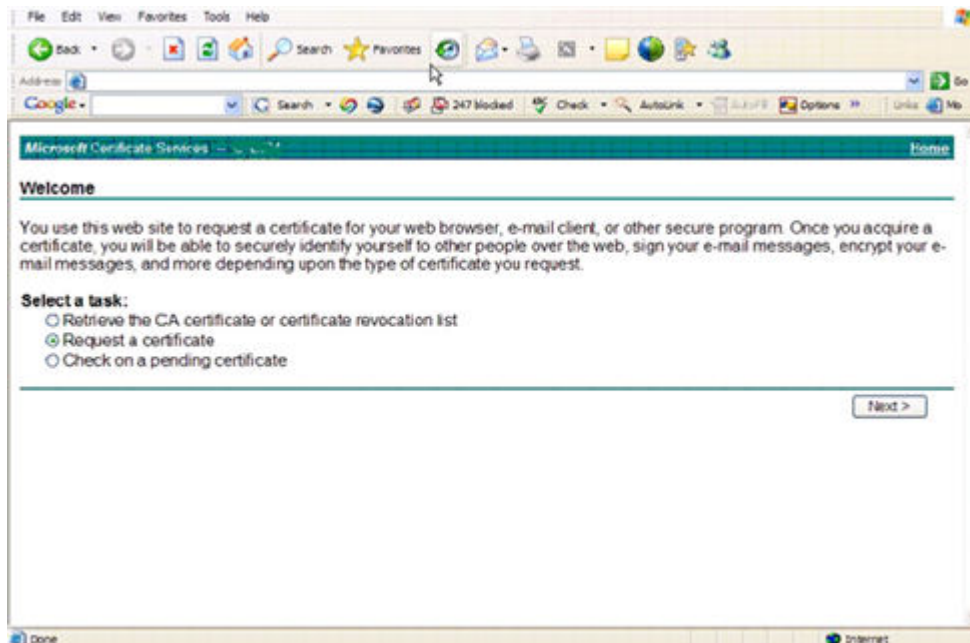 File Edit View Favorites Tools Help
Back Search Favorites
Address Go
Google Search 247 blocked Check AutoLink AutoFill Options » Links
Microsoft Certificate Services -- Home
Welcome
You use this web site to request a certificate for your web browser, e-mail client, or other secure program. Once you acquire a
certificate, you will be able to securely identify yourself to other people over the web, sign your e-mail messages, encrypt your e-
mail messages, and more depending upon the type of certificate you request.
Select a task:
Retrieve the CA certificate or certificate revocation list
Request a certificate
Check on a pending certificate
Next >
Done Internet